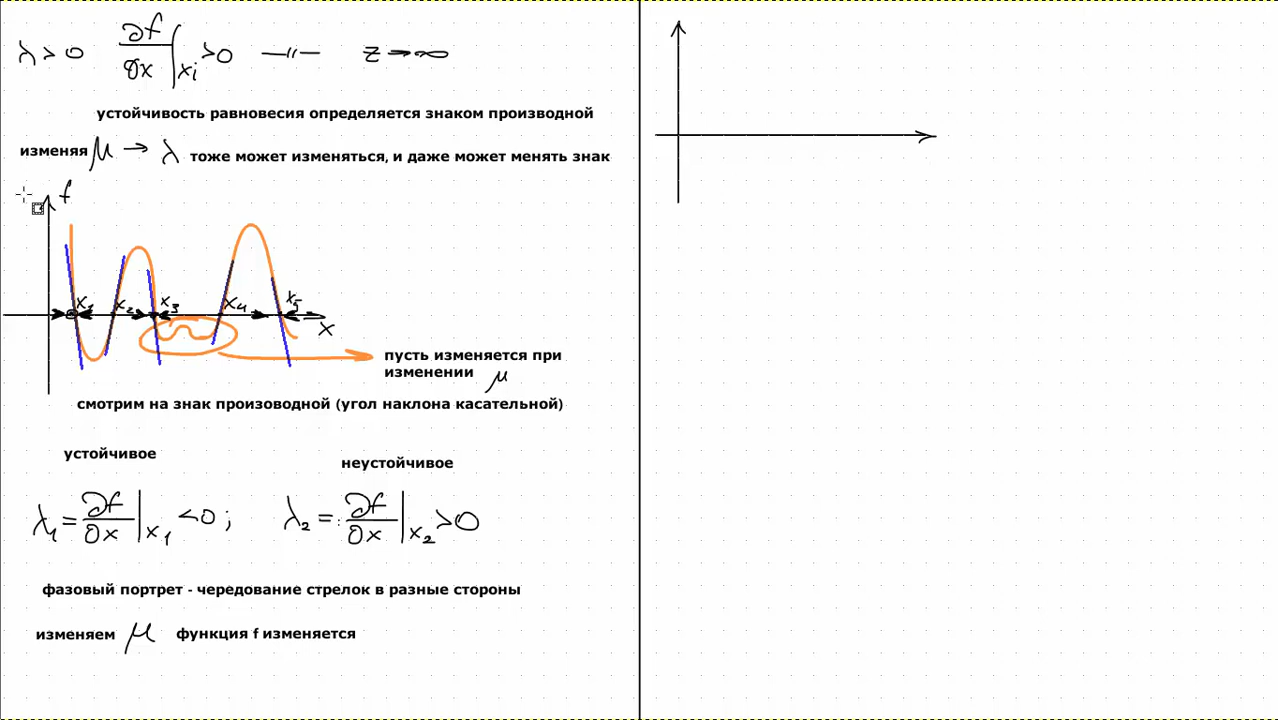 λ > 0 ∂f/∂x |xᵢ > 0 —〃— z → ∞
устойчивость равновесия определяется знаком производной
изменяя μ → λ тоже может изменяться, и даже может менять знак
f
x₁ x₂ x₃ x₄ x₅
x
пусть изменяется при
изменении μ
смотрим на знак произоводной (угол наклона касательной)
устойчивое
неустойчивое
λ₁ = ∂f/∂x |x₁ < 0 ; λ₂ = ∂f/∂x |x₂ > 0
фазовый портрет - чередование стрелок в разные стороны
изменяем μ функция f изменяется